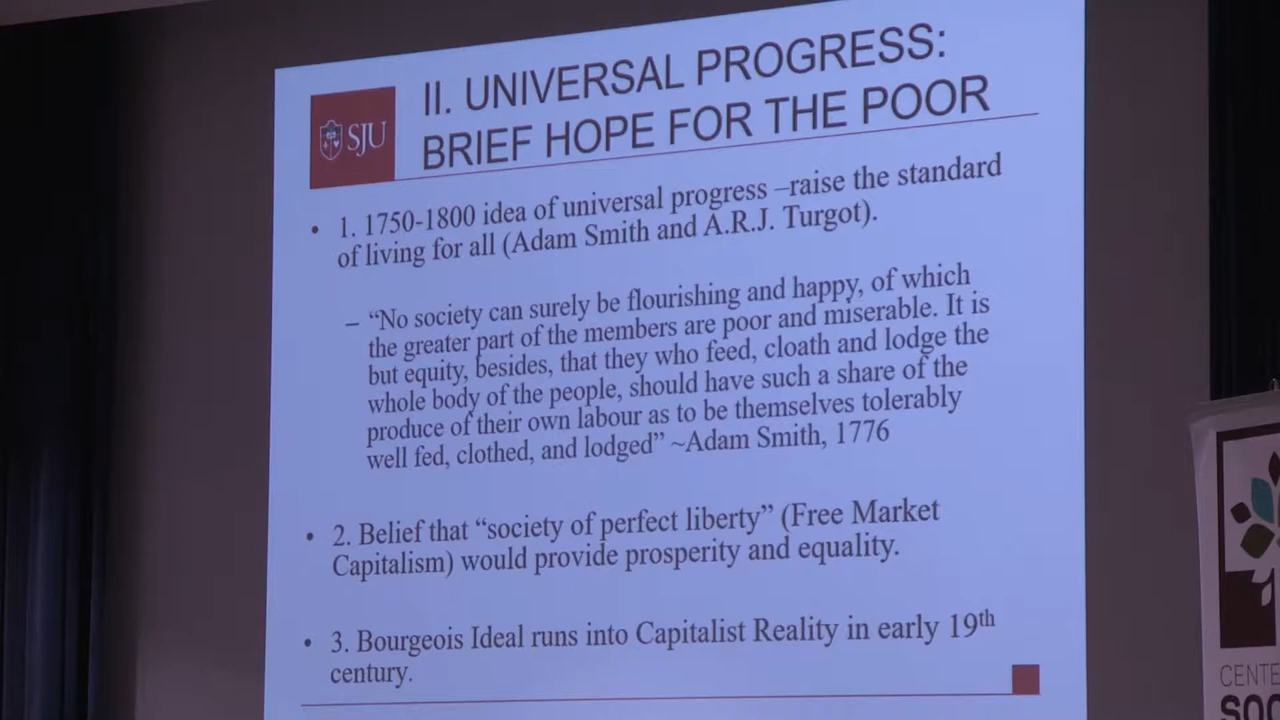 II. UNIVERSAL PROGRESS:
BRIEF HOPE FOR THE POOR
SJU
• 1. 1750-1800 idea of universal progress –raise the standard
of living for all (Adam Smith and A.R.J. Turgot).
– “No society can surely be flourishing and happy, of which
the greater part of the members are poor and miserable. It is
but equity, besides, that they who feed, cloath and lodge the
whole body of the people, should have such a share of the
produce of their own labour as to be themselves tolerably
well fed, clothed, and lodged” ~Adam Smith, 1776
• 2. Belief that “society of perfect liberty” (Free Market
Capitalism) would provide prosperity and equality.
• 3. Bourgeois Ideal runs into Capitalist Reality in early 19th
century.
CENTE
SOC